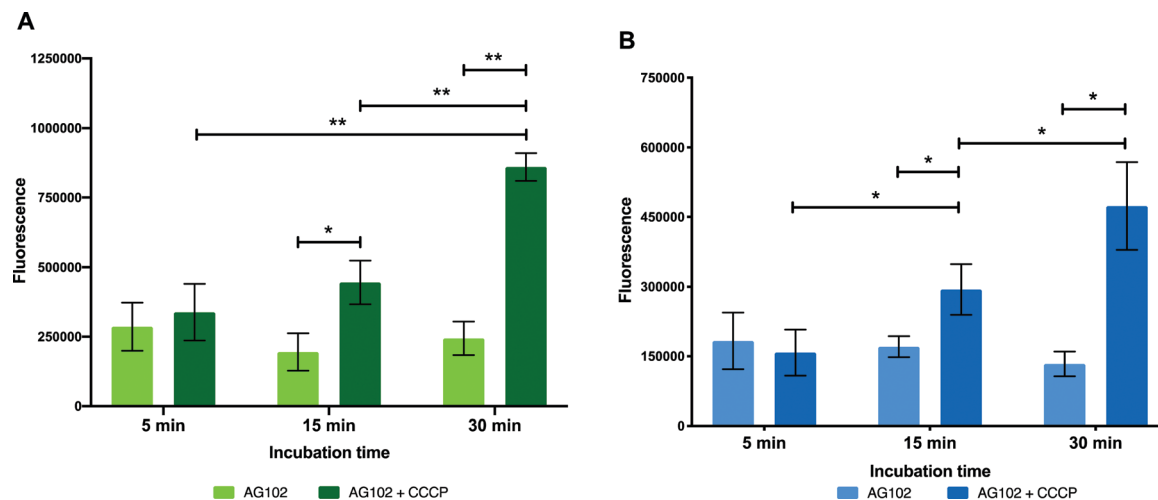 A
Fluorescence
1250000
1000000
750000
500000
250000
0
**
**
**
*
5 min
15 min
30 min
Incubation time
AG102
AG102 + CCCP
B
Fluorescence
750000
600000
450000
300000
150000
0
*
*
*
*
5 min
15 min
30 min
Incubation time
AG102
AG102 + CCCP